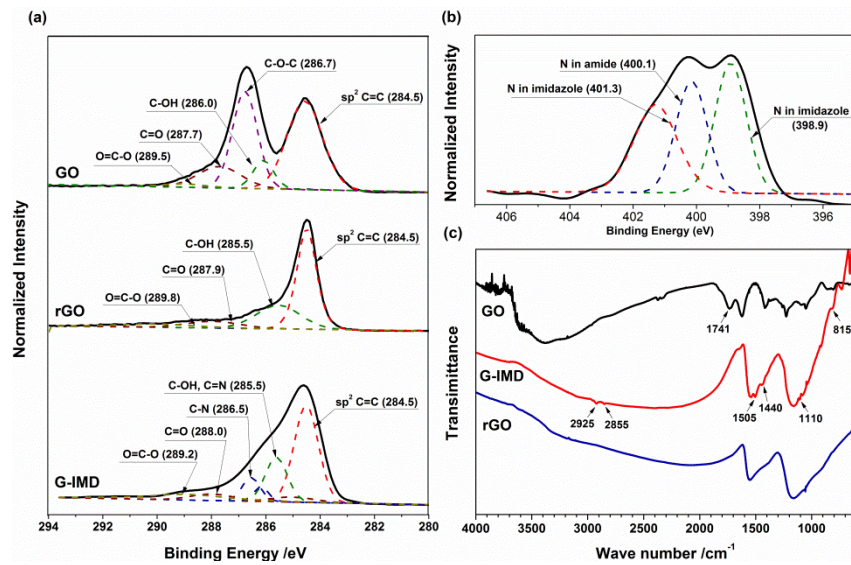 (a)
C-O-C (286.7)
C-OH (286.0)
sp² C=C (284.5)
C=O (287.7)
O=C-O (289.5)
GO
C-OH (285.5)
sp² C=C (284.5)
C=O (287.9)
O=C-O (289.8)
rGO
C-OH, C=N (285.5)
C-N (286.5)
sp² C=C (284.5)
C=O (288.0)
O=C-O (289.2)
G-IMD
294 292 290 288 286 284 282 280
Binding Energy /eV
Normalized Intensity
(b)
N in amide (400.1)
N in imidazole (401.3)
N in imidazole
(398.9)
406 404 402 400 398 396
Binding Energy (eV)
Normalized Intensity
(c)
GO
1741
815
G-IMD
2925
2855
1505
1440
1110
rGO
4000 3500 3000 2500 2000 1500 1000
Wave number /cm⁻¹
Transimittance